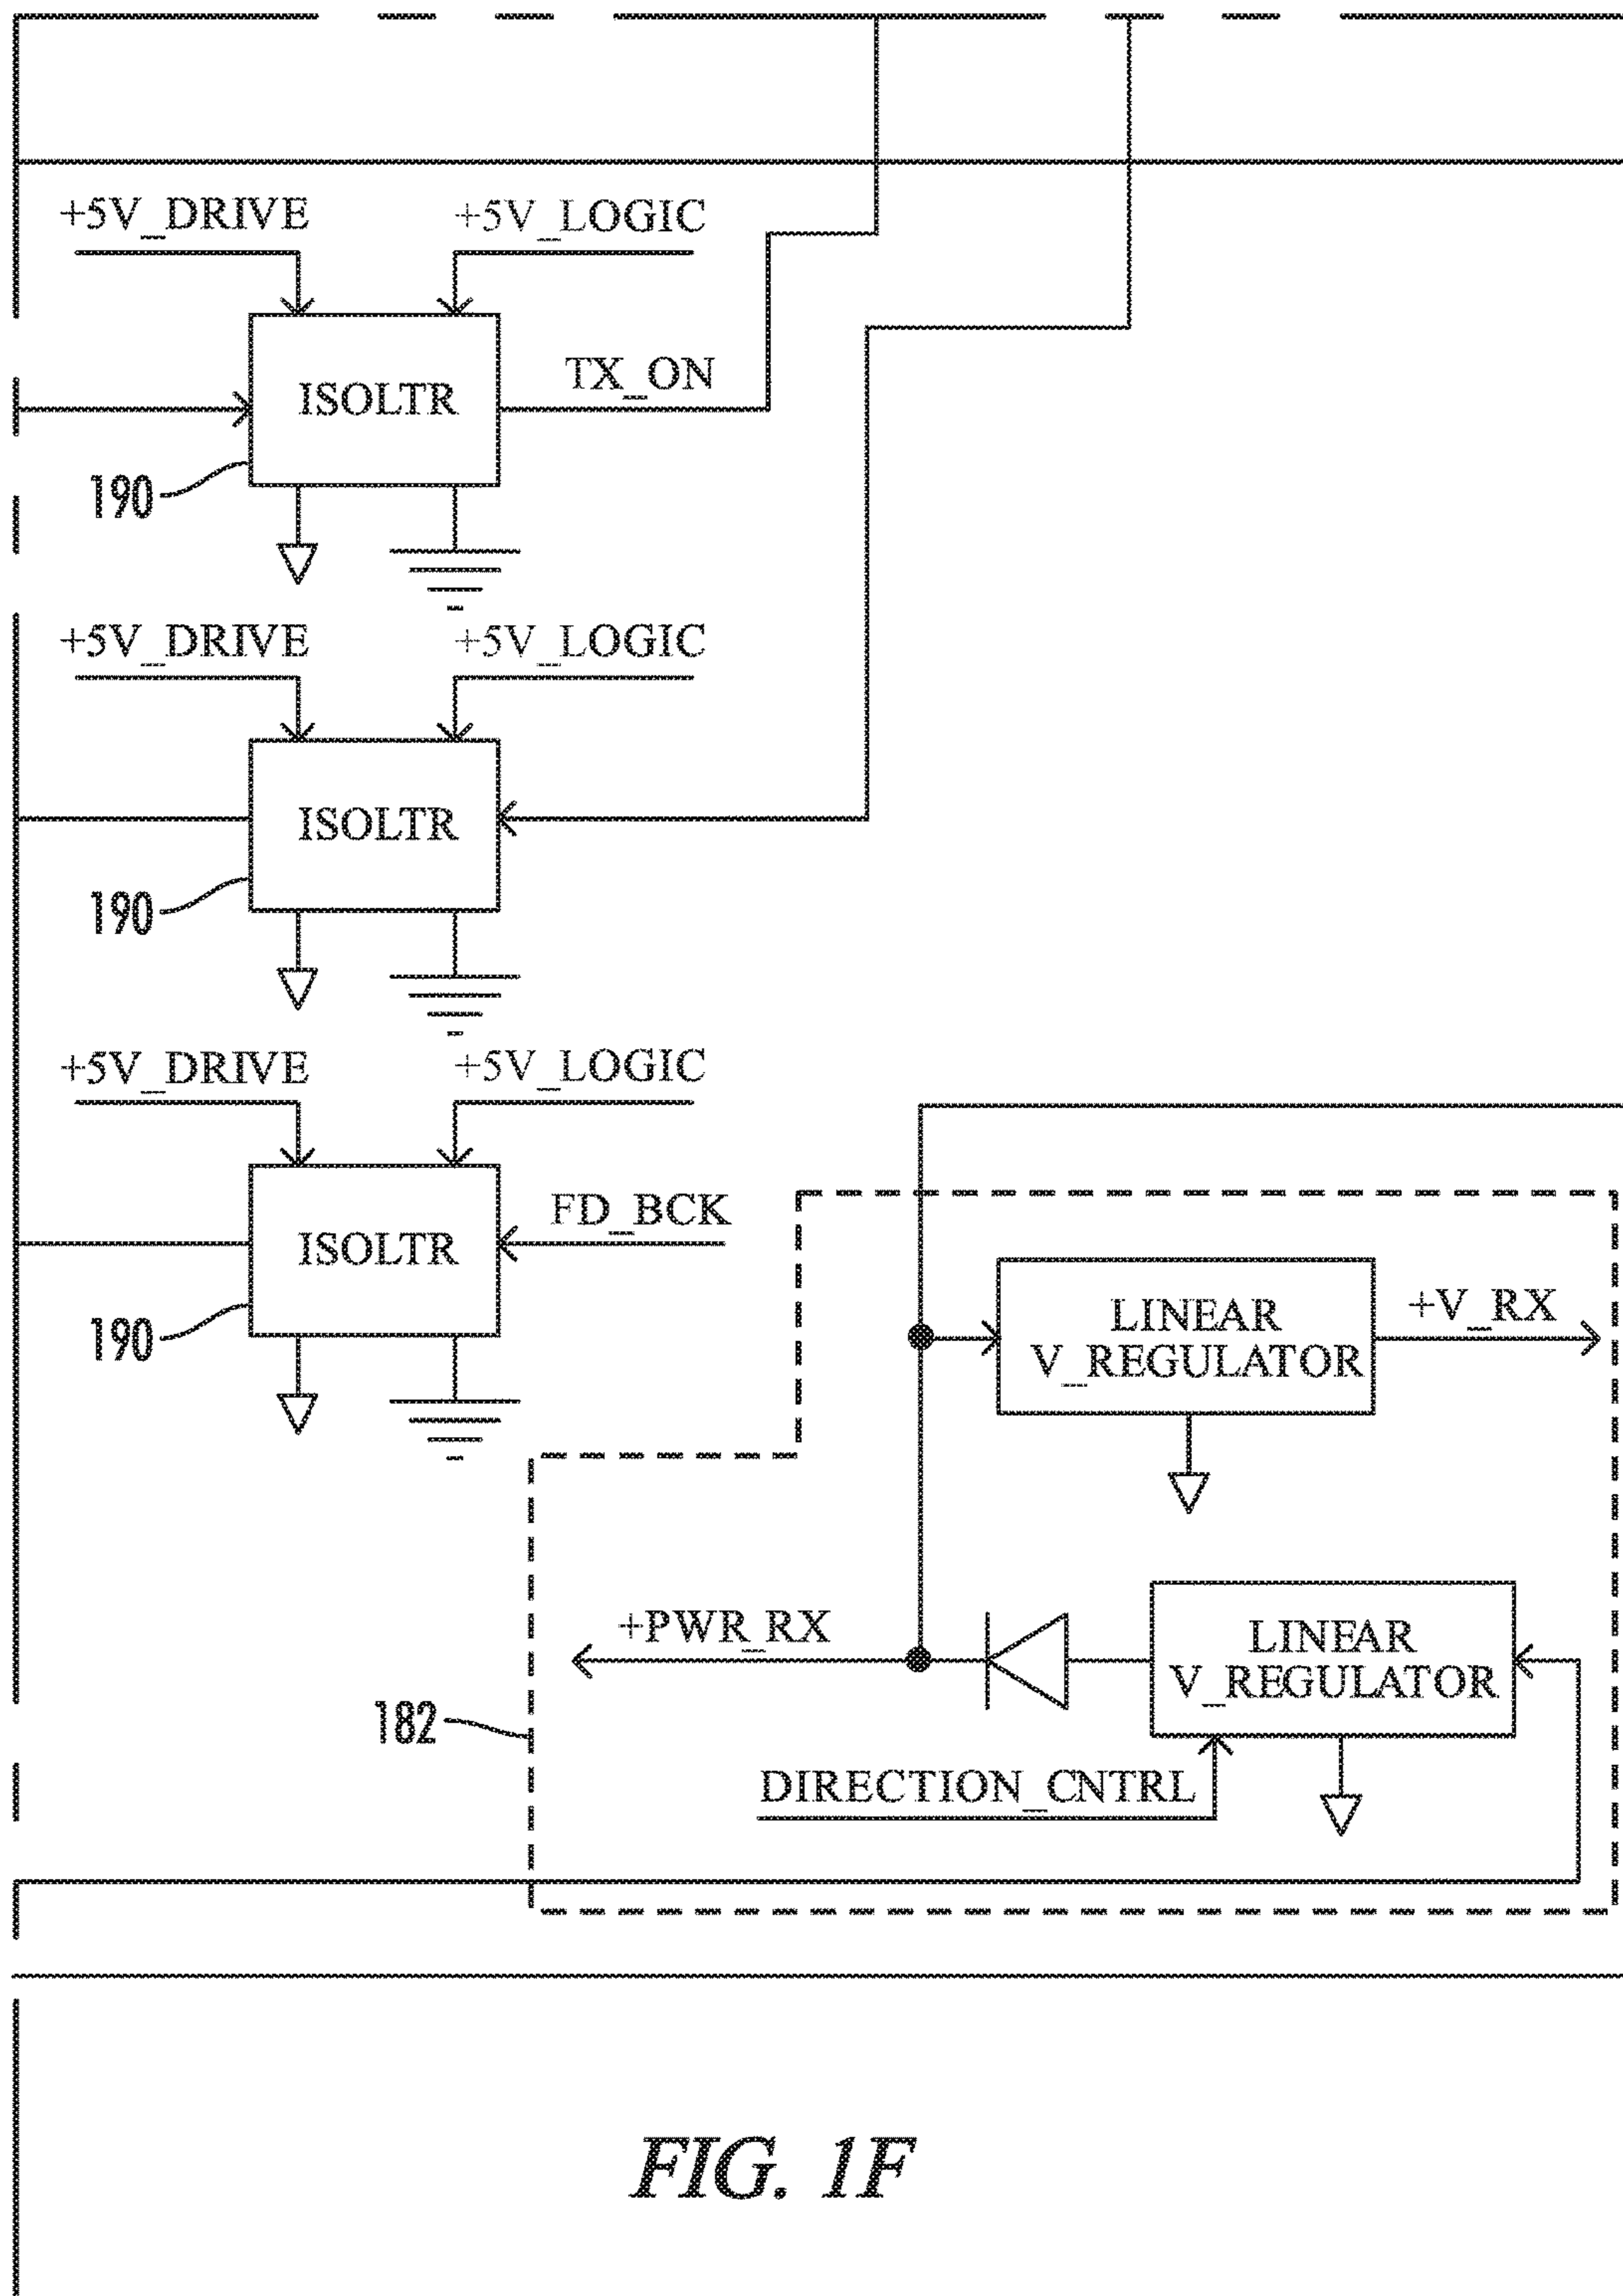 +5V_DRIVE +5V_LOGIC
ISOLTR
TX_ON
190
+5V_DRIVE +5V_LOGIC
ISOLTR
190
+5V_DRIVE +5V_LOGIC
ISOLTR
FD_BCK
190
LINEAR
V_REGULATOR
+V_RX
+PWR_RX
LINEAR
V_REGULATOR
182
DIRECTION_CNTRL
FIG. 1F